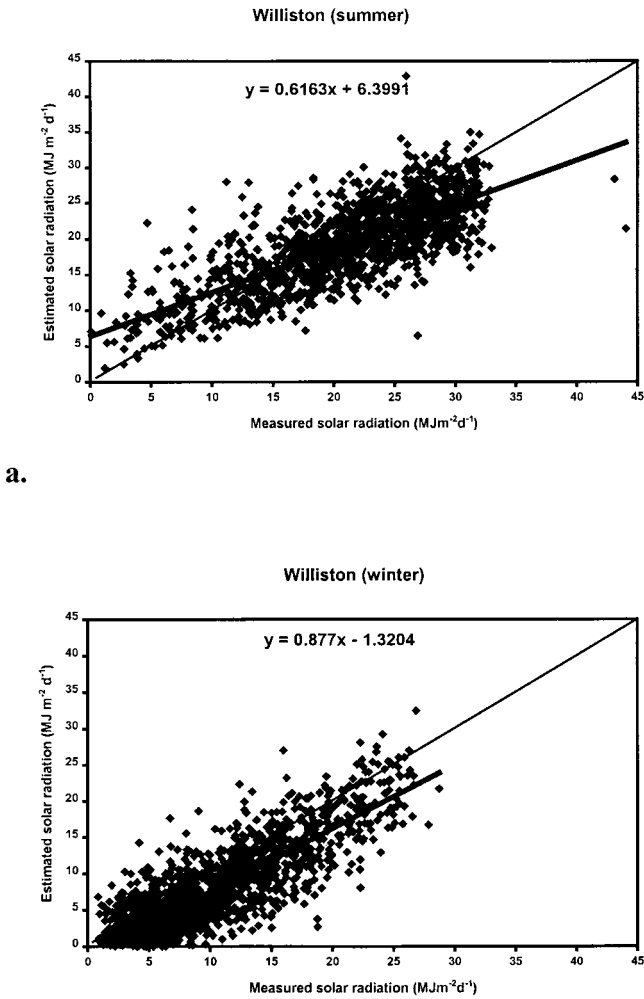 Williston (summer)
45
40
35
30
25
20
15
10
5
0
Estimated solar radiation (MJ m⁻² d⁻¹)
y = 0.6163x + 6.3991
0 5 10 15 20 25 30 35 40 45
Measured solar radiation (MJm⁻²d⁻¹)
a.
Williston (winter)
45
40
35
30
25
20
15
10
5
0
Estimated solar radiation (MJ m⁻² d⁻¹)
y = 0.877x - 1.3204
0 5 10 15 20 25 30 35 40 45
Measured solar radiation (MJm⁻²d⁻¹)